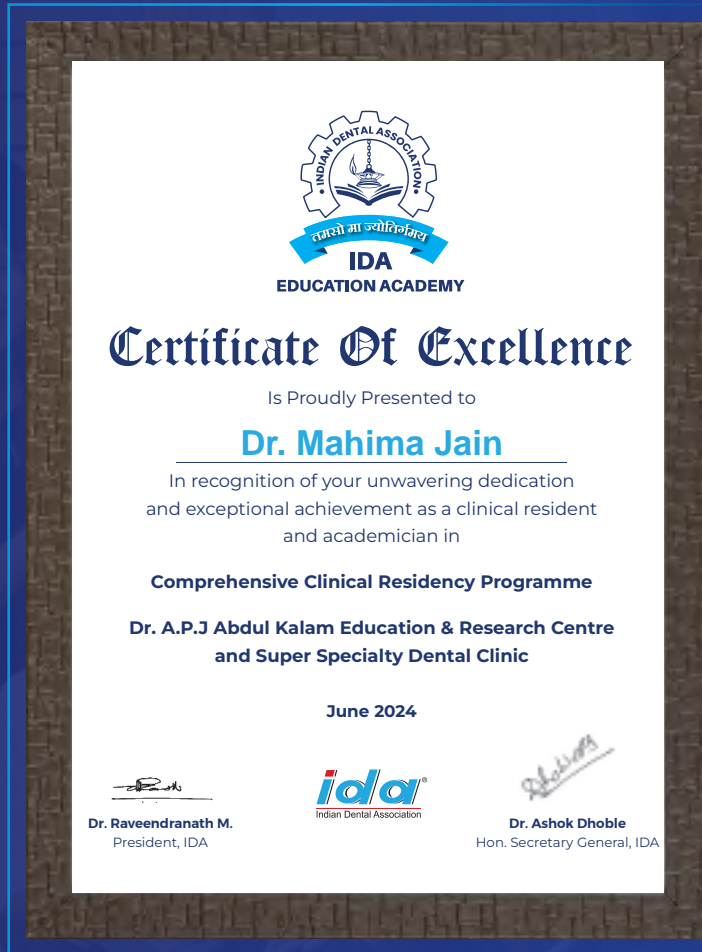 • INDIAN DENTAL ASSOCIATION •
तमसो मा ज्योतिर्गमय
IDA
EDUCATION ACADEMY
Certificate Of Excellence
Is Proudly Presented to
Dr. Mahima Jain
In recognition of your unwavering dedication
and exceptional achievement as a clinical resident
and academician in
Comprehensive Clinical Residency Programme
Dr. A.P.J Abdul Kalam Education & Research Centre
and Super Specialty Dental Clinic
June 2024
ida®
Indian Dental Association
Dr. Raveendranath M.
President, IDA
Dr. Ashok Dhoble
Hon. Secretary General, IDA